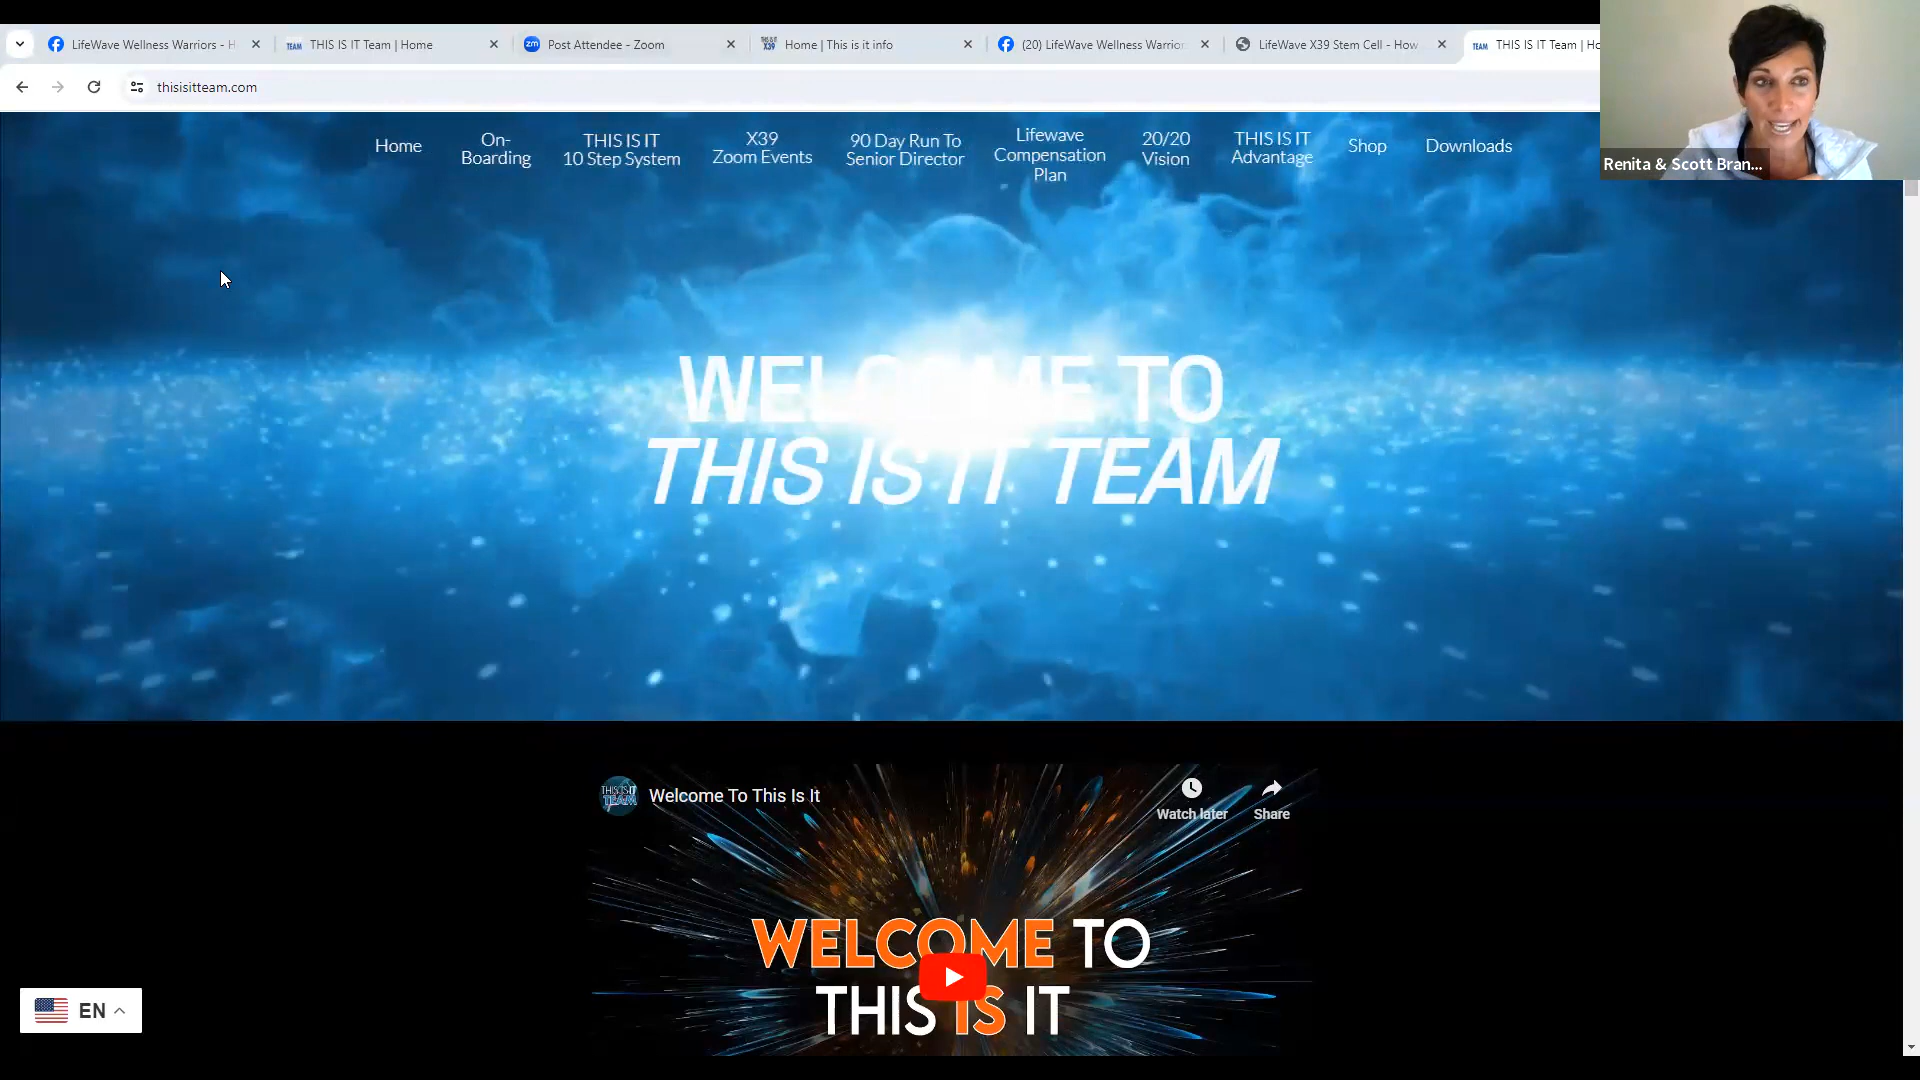 LifeWave Wellness Warriors - H
THIS IS IT Team | Home
Post Attendee - Zoom
Home | This is it info
(20) LifeWave Wellness Warrior
LifeWave X39 Stem Cell - How
THIS IS IT Team | Ho
thisisitteam.com
Home
On-
Boarding
THIS IS IT
10 Step System
X39
Zoom Events
90 Day Run To
Senior Director
Lifewave
Compensation
Plan
20/20
Vision
THIS IS IT
Advantage
Shop
Downloads
Renita & Scott Bran...
WELCOME TO
THIS IS IT TEAM
THIS IS IT
TEAM
Welcome To This Is It
Watch later
Share
WELCOME TO
THIS IS IT
EN